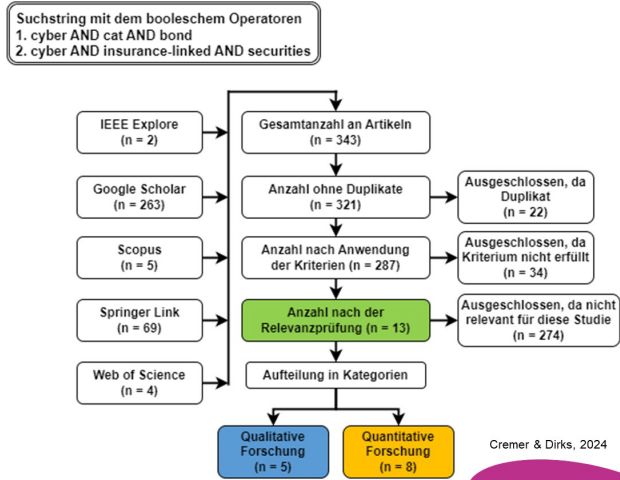 Suchstring mit dem booleschem Operatoren
1. cyber AND cat AND bond
2. cyber AND insurance-linked AND securities
IEEE Explore
(n = 2)
Google Scholar
(n = 263)
Scopus
(n = 5)
Springer Link
(n = 69)
Web of Science
(n = 4)
Gesamtanzahl an Artikeln
(n = 343)
Anzahl ohne Duplikate
(n = 321)
Ausgeschlossen, da
Duplikat
(n = 22)
Anzahl nach Anwendung
der Kriterien (n = 287)
Ausgeschlossen, da
Kriterium nicht erfüllt
(n = 34)
Anzahl nach der
Relevanzprüfung (n = 13)
Ausgeschlossen, da nicht
relevant für diese Studie
(n = 274)
Aufteilung in Kategorien
Qualitative
Forschung
(n = 5)
Quantitative
Forschung
(n = 8)
Cremer & Dirks, 2024